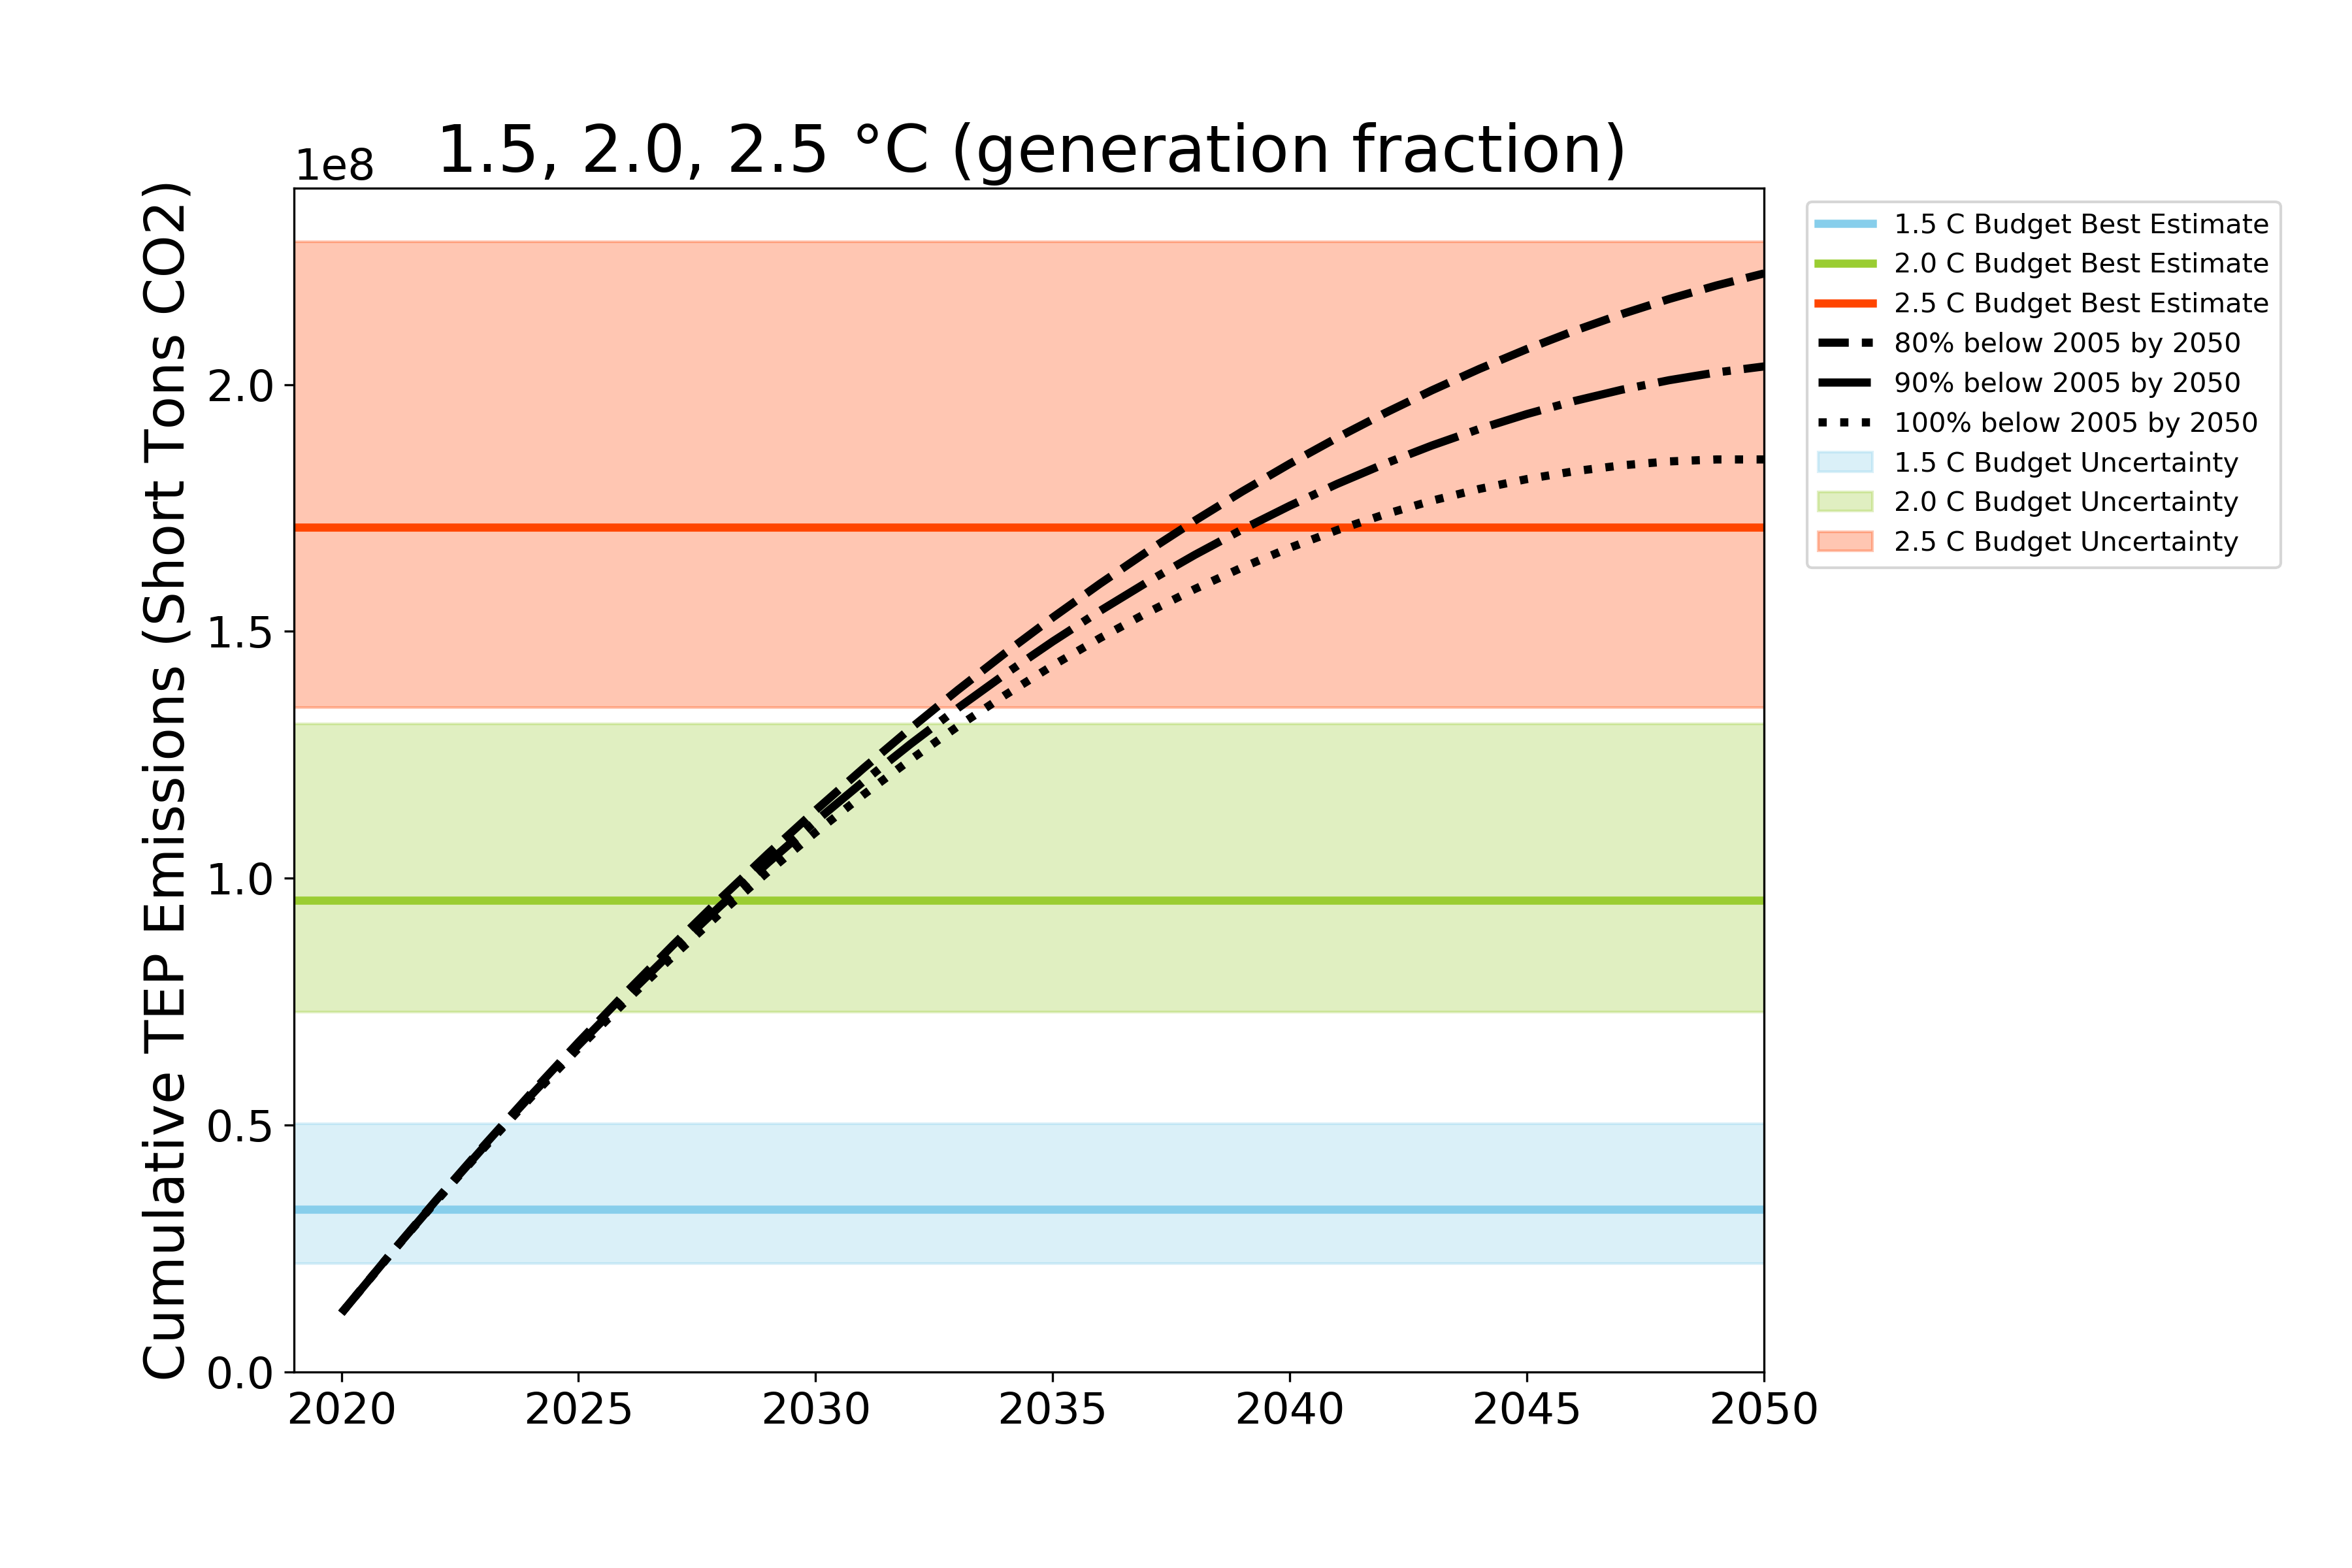 1.5, 2.0, 2.5 °C (generation fraction)
1e8
Cumulative TEP Emissions (Short Tons CO2)
2.0
1.5
1.0
0.5
0.0
2020 2025 2030 2035 2040 2045 2050
1.5 C Budget Best Estimate
2.0 C Budget Best Estimate
2.5 C Budget Best Estimate
80% below 2005 by 2050
90% below 2005 by 2050
100% below 2005 by 2050
1.5 C Budget Uncertainty
2.0 C Budget Uncertainty
2.5 C Budget Uncertainty